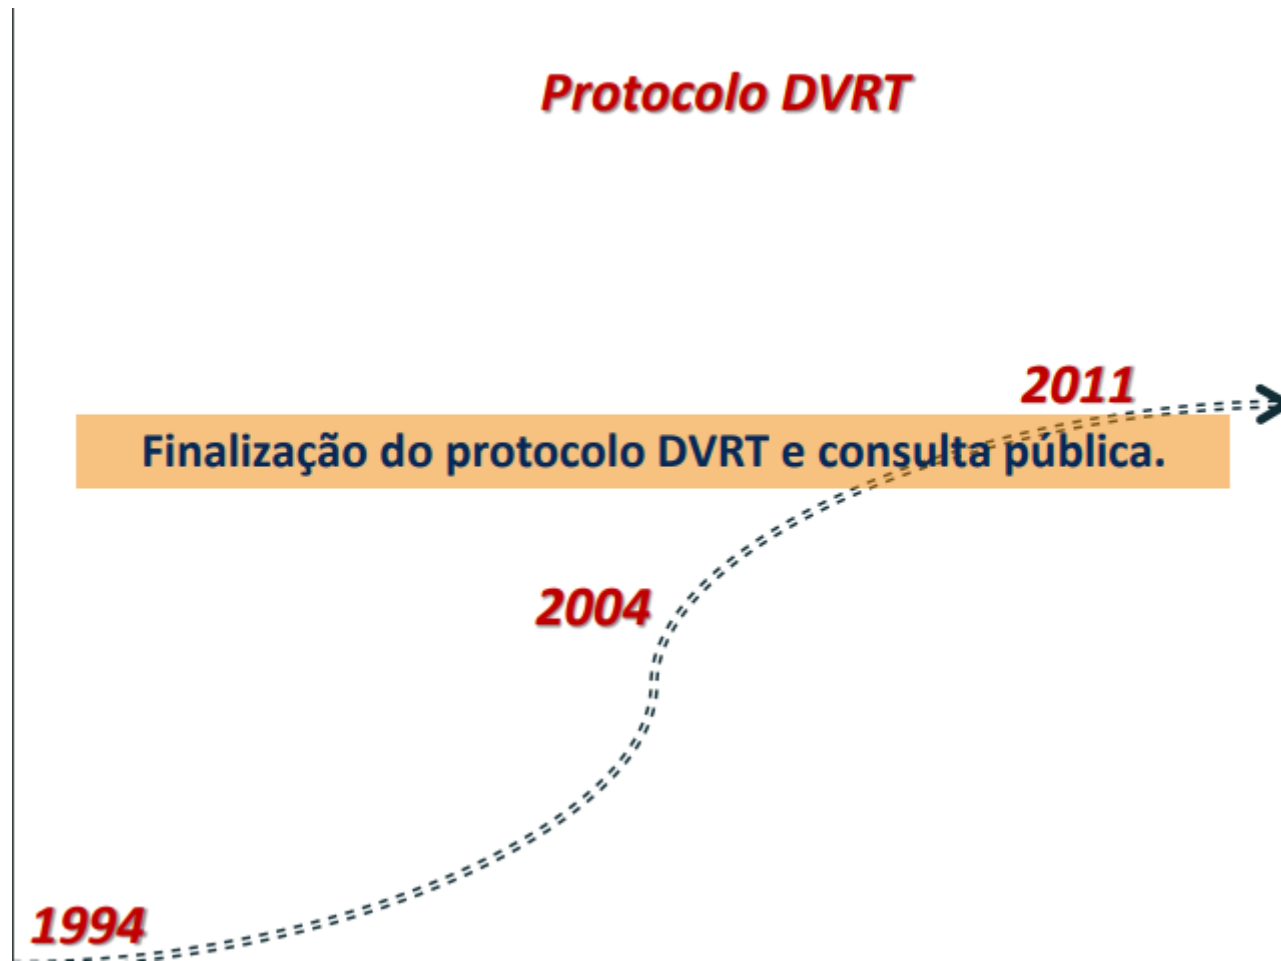 Protocolo DVRT
2011
Finalização do protocolo DVRT e consulta pública.
2004
1994